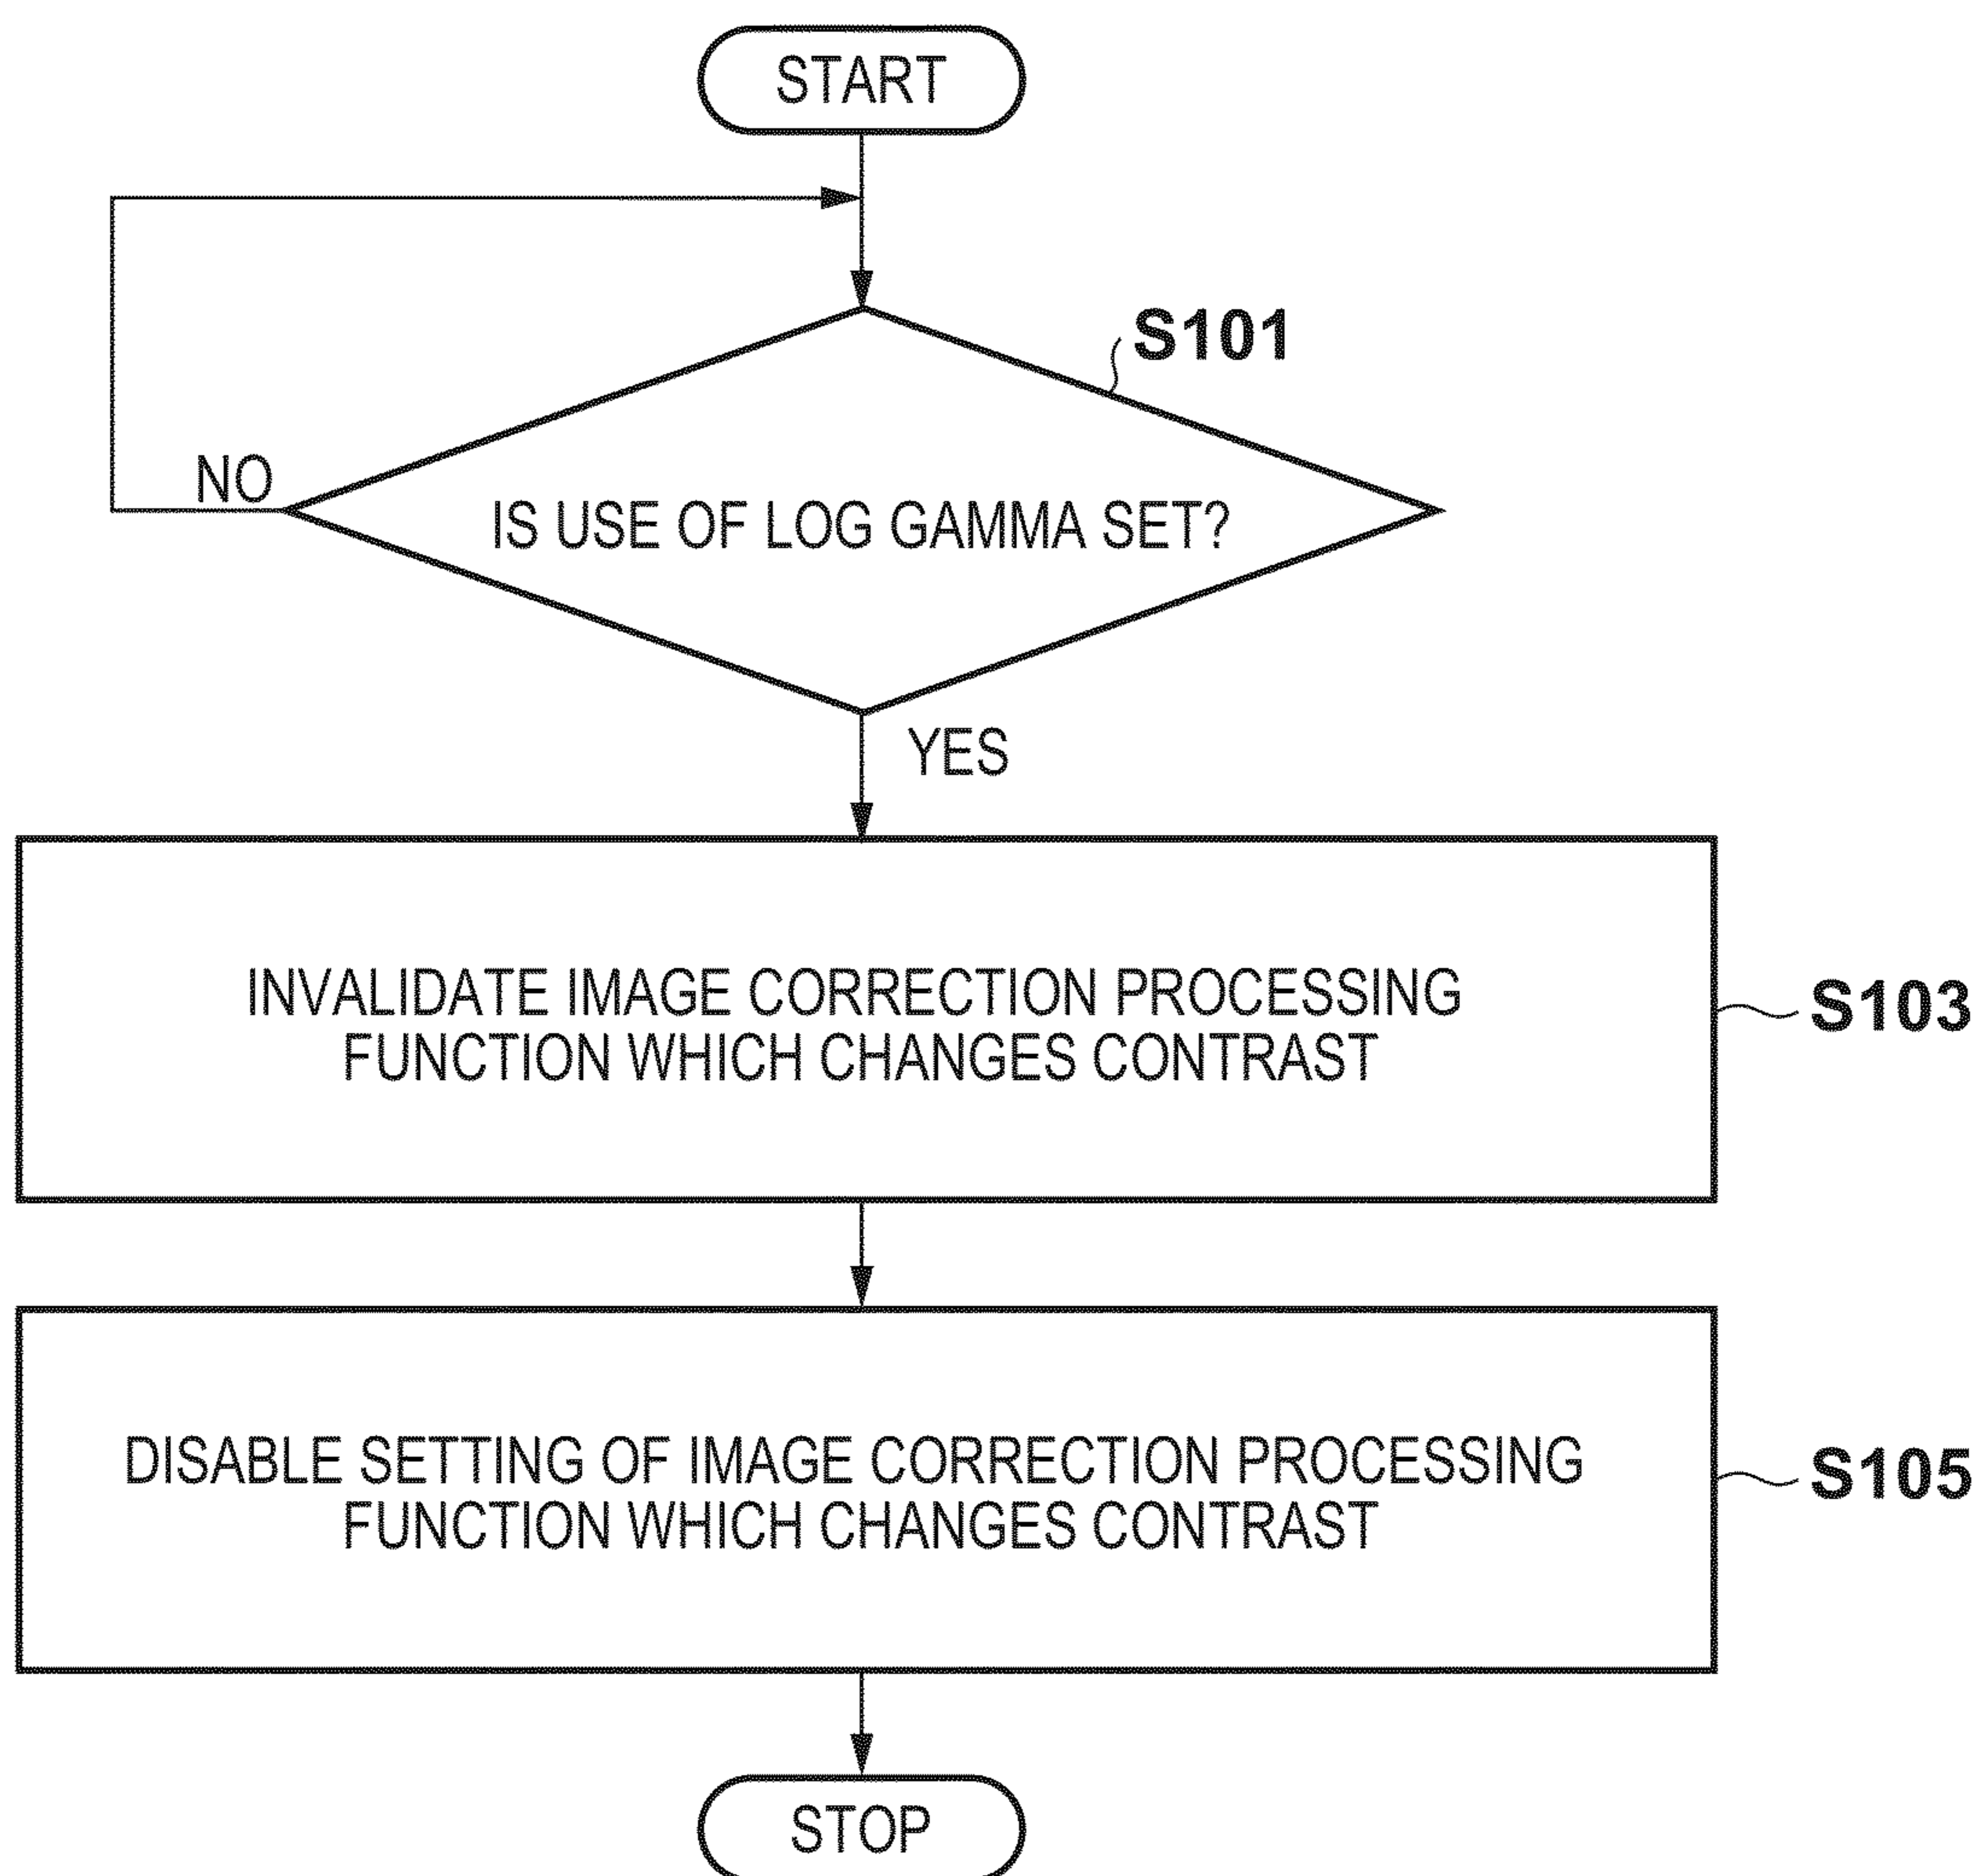 START
S101
NO
IS USE OF LOG GAMMA SET?
YES
INVALIDATE IMAGE CORRECTION PROCESSING
FUNCTION WHICH CHANGES CONTRAST
S103
DISABLE SETTING OF IMAGE CORRECTION PROCESSING
FUNCTION WHICH CHANGES CONTRAST
S105
STOP